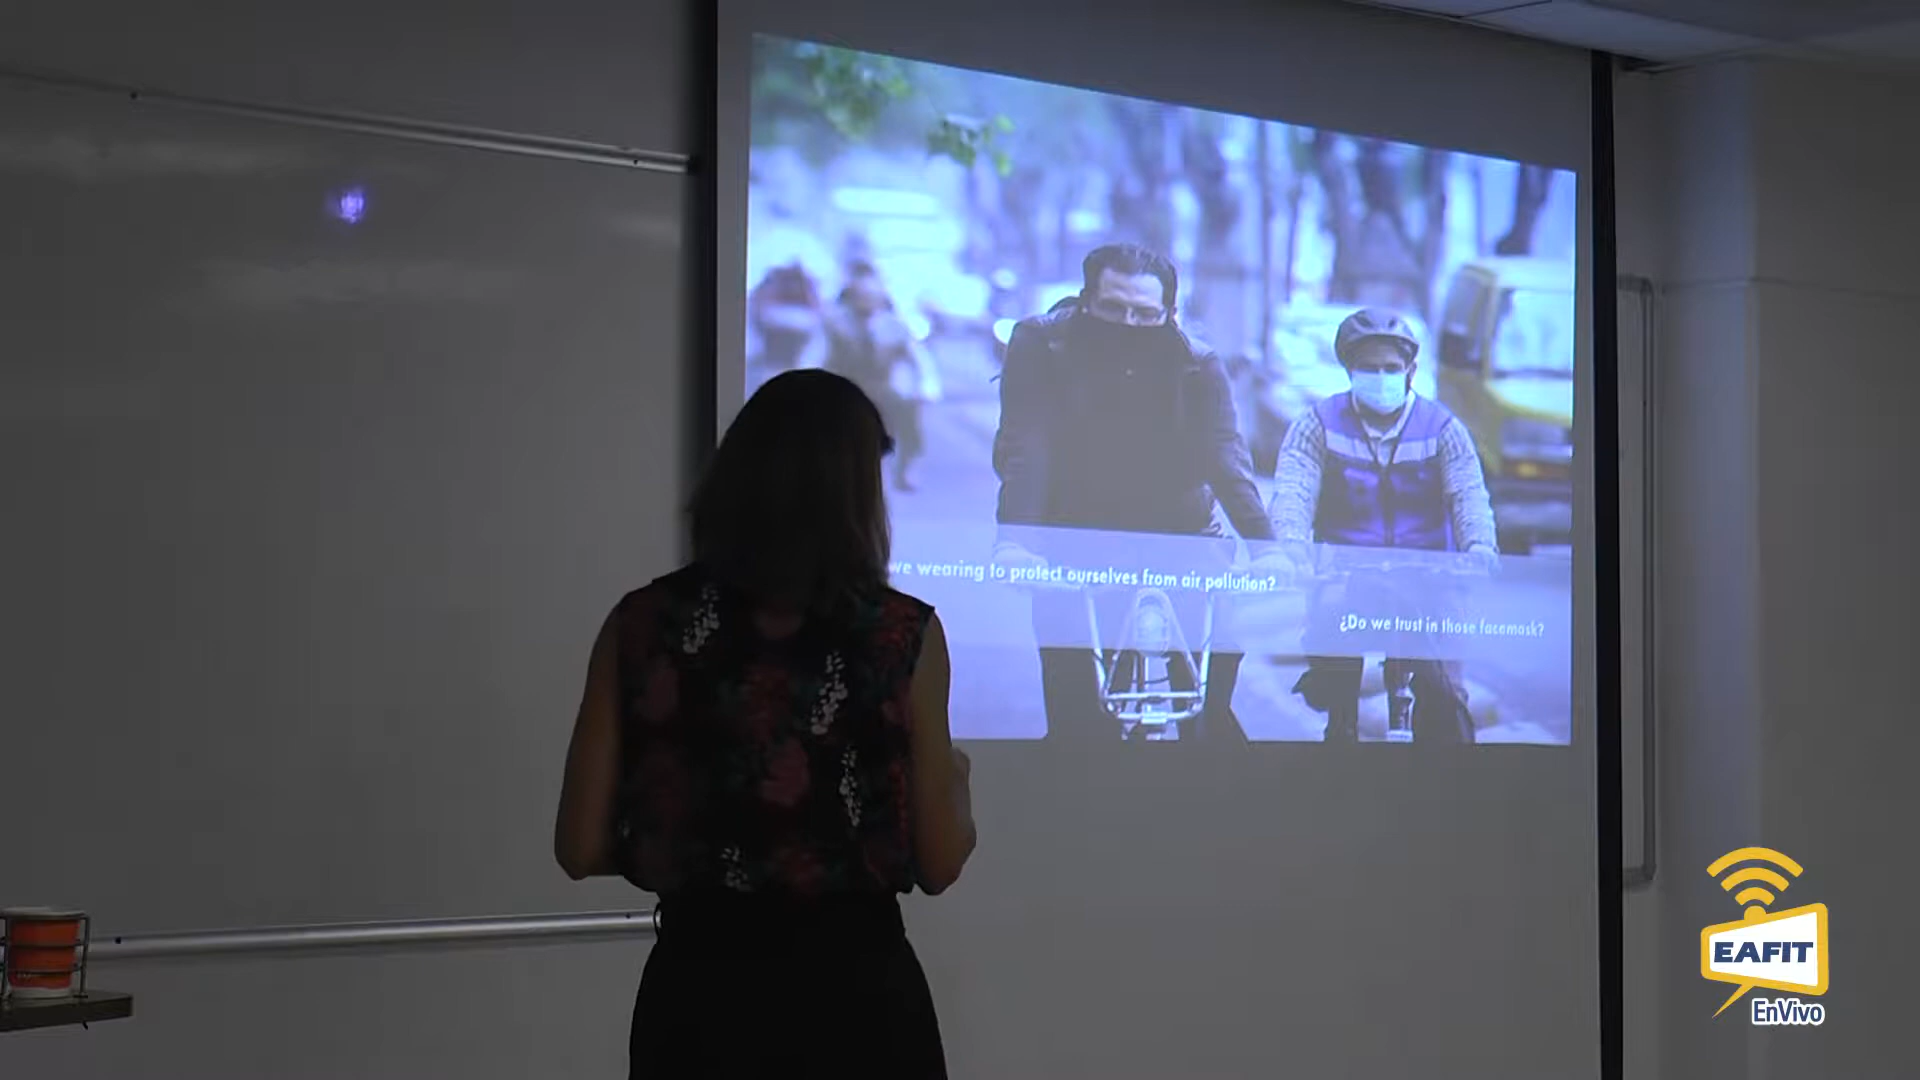 we wearing to protect ourselves from air pollution?
¿Do we trust in those facemask?
EAFIT
EnVivo